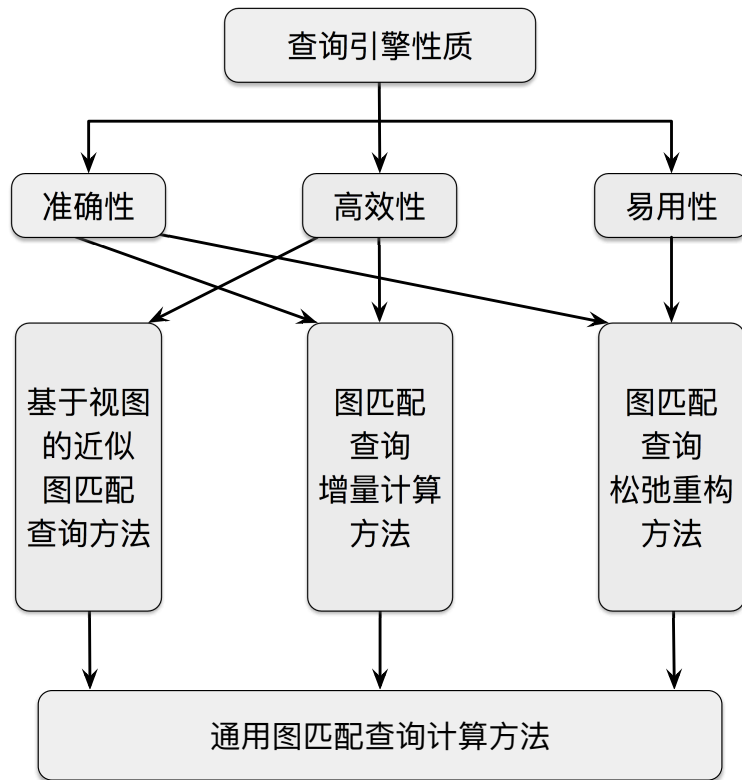 查询引擎性质
准确性
高效性
易用性
基于视图
的近似
图匹配
查询方法
图匹配
查询
增量计算
方法
图匹配
查询
松弛重构
方法
通用图匹配查询计算方法